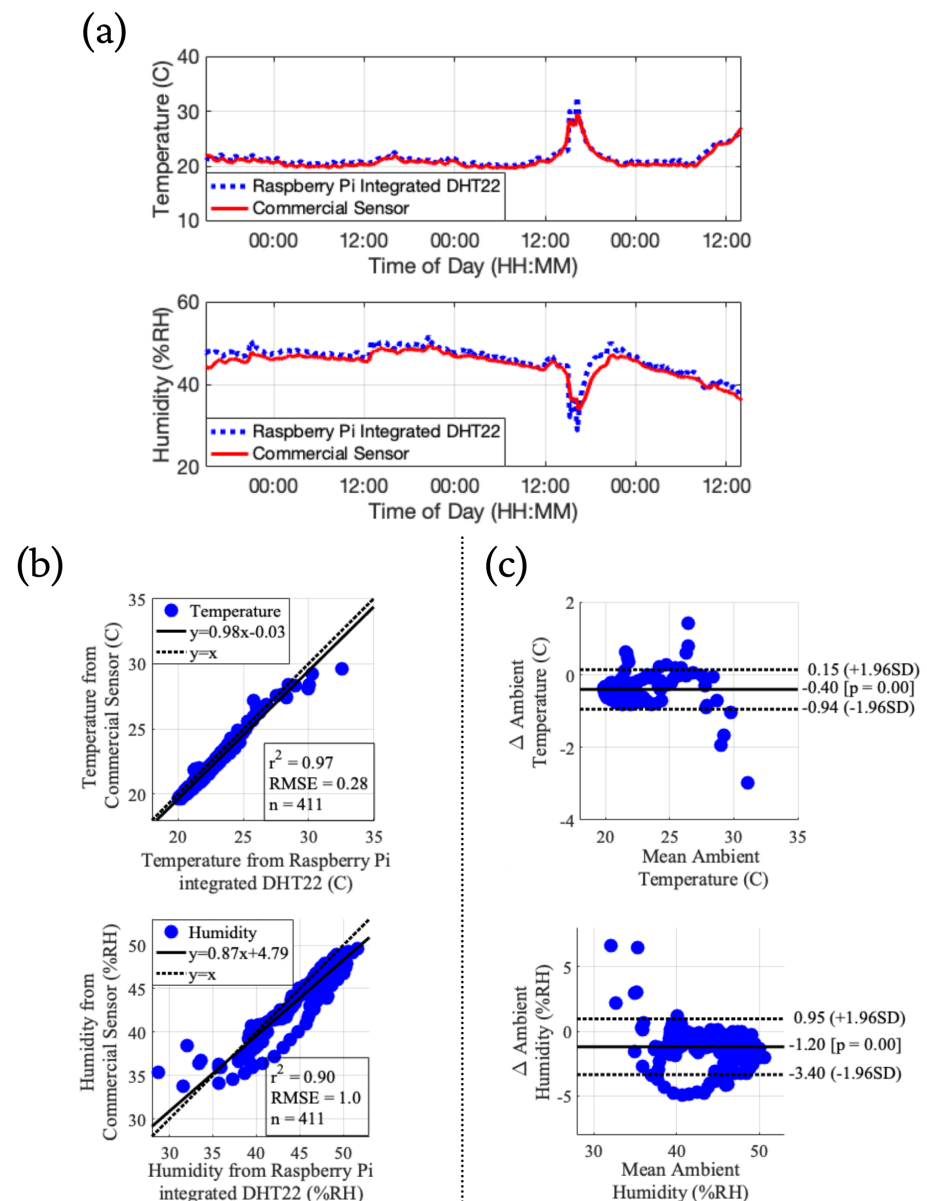 (a)
40
30
20
10
Temperature (C)
Raspberry Pi Integrated DHT22
Commercial Sensor
00:00 12:00 00:00 12:00 00:00 12:00
Time of Day (HH:MM)
60
40
20
Humidity (%RH)
Raspberry Pi Integrated DHT22
Commercial Sensor
00:00 12:00 00:00 12:00 00:00 12:00
Time of Day (HH:MM)
(b)
35
30
25
20
Temperature from
Commercial Sensor (C)
Temperature
y=0.98x-0.03
y=x
r² = 0.97
RMSE = 0.28
n = 411
20 25 30 35
Temperature from Raspberry Pi
integrated DHT22 (C)
50
45
40
35
30
Humidity from
Commercial Sensor (%RH)
Humidity
y=0.87x+4.79
y=x
r² = 0.90
RMSE = 1.0
n = 411
30 35 40 45 50
Humidity from Raspberry Pi
integrated DHT22 (%RH)
(c)
2
0
-2
-4
Δ Ambient
Temperature (C)
0.15 (+1.96SD)
-0.40 [p = 0.00]
-0.94 (-1.96SD)
20 25 30 35
Mean Ambient
Temperature (C)
5
0
-5
Δ Ambient
Humidity (%RH)
0.95 (+1.96SD)
-1.20 [p = 0.00]
-3.40 (-1.96SD)
30 40 50
Mean Ambient
Humidity (%RH)